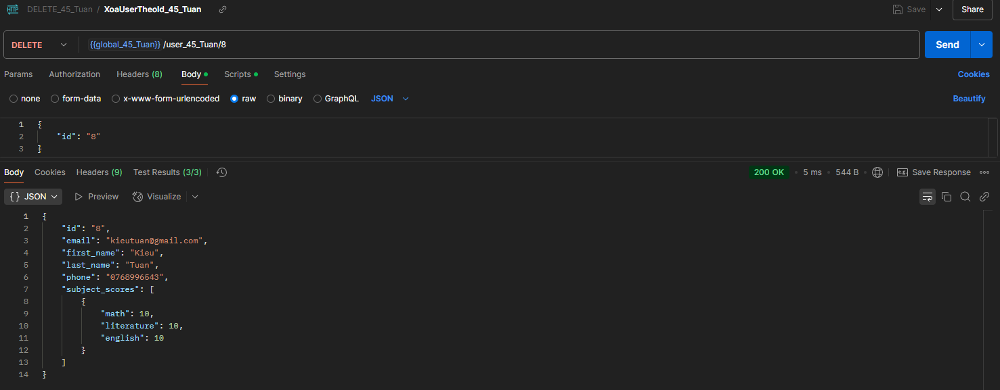 HTTP DELETE_45_Tuan / XoaUserTheoId_45_Tuan Save Share
DELETE {{global_45_Tuan}} /user_45_Tuan/8 Send
Params Authorization Headers (8) Body Scripts Settings Cookies
none form-data x-www-form-urlencoded raw binary GraphQL JSON Beautify
1 {
2 "id": "8"
3 }
Body Cookies Headers (9) Test Results (3/3) 200 OK 5 ms 544 B e.g. Save Response
{} JSON Preview Visualize
1 {
2 "id": "8",
3 "email": "kieutuan@gmail.com",
4 "first_name": "Kieu",
5 "last_name": "Tuan",
6 "phone": "0768996543",
7 "subject_scores": [
8 {
9 "math": 10,
10 "literature": 10,
11 "english": 10
12 }
13 ]
14 }